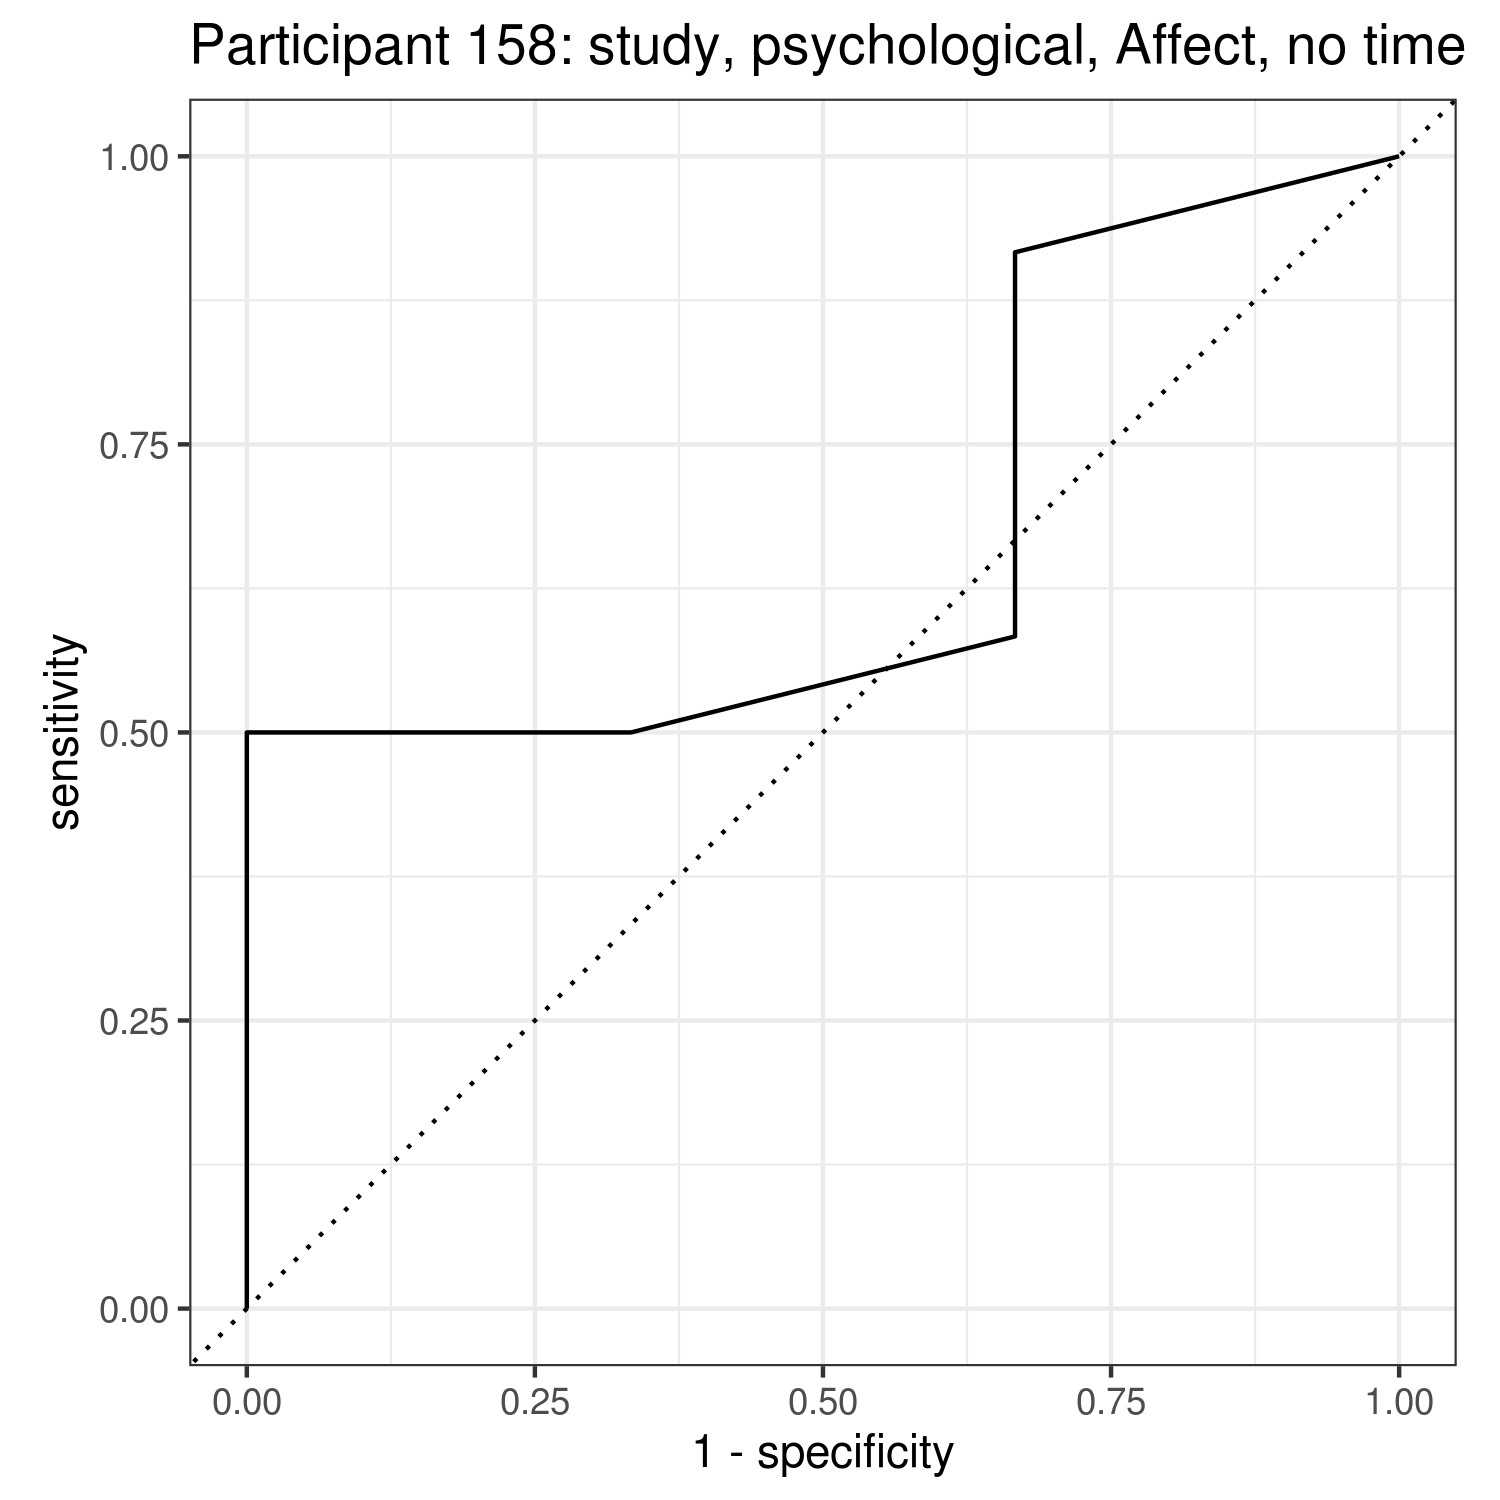 Participant 158: study, psychological, Affect, no time
1.00
0.75
0.50
0.25
0.00
sensitivity
0.00 0.25 0.50 0.75 1.00
1 - specificity